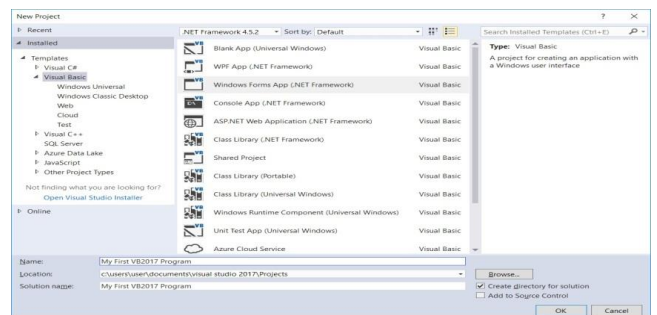 New Project
? ×
Recent
Installed
Templates
Visual C#
Visual Basic
Windows Universal
Windows Classic Desktop
Web
Cloud
Test
Visual C++
SQL Server
Azure Data Lake
JavaScript
Other Project Types
Not finding what you are looking for?
Open Visual Studio Installer
Online
.NET Framework 4.5.2 Sort by: Default
Blank App (Universal Windows) Visual Basic
WPF App (.NET Framework) Visual Basic
Windows Forms App (.NET Framework) Visual Basic
Console App (.NET Framework) Visual Basic
ASP.NET Web Application (.NET Framework) Visual Basic
Class Library (.NET Framework) Visual Basic
Shared Project Visual Basic
Class Library (Portable) Visual Basic
Class Library (Universal Windows) Visual Basic
Windows Runtime Component (Universal Windows) Visual Basic
Unit Test App (Universal Windows) Visual Basic
Azure Cloud Service Visual Basic
Search Installed Templates (Ctrl+E)
Type: Visual Basic
A project for creating an application with
a Windows user interface
Name: My First VB2017 Program
Location: c:\users\user\documents\visual studio 2017\Projects
Solution name: My First VB2017 Program
Browse...
Create directory for solution
Add to Source Control
OK Cancel